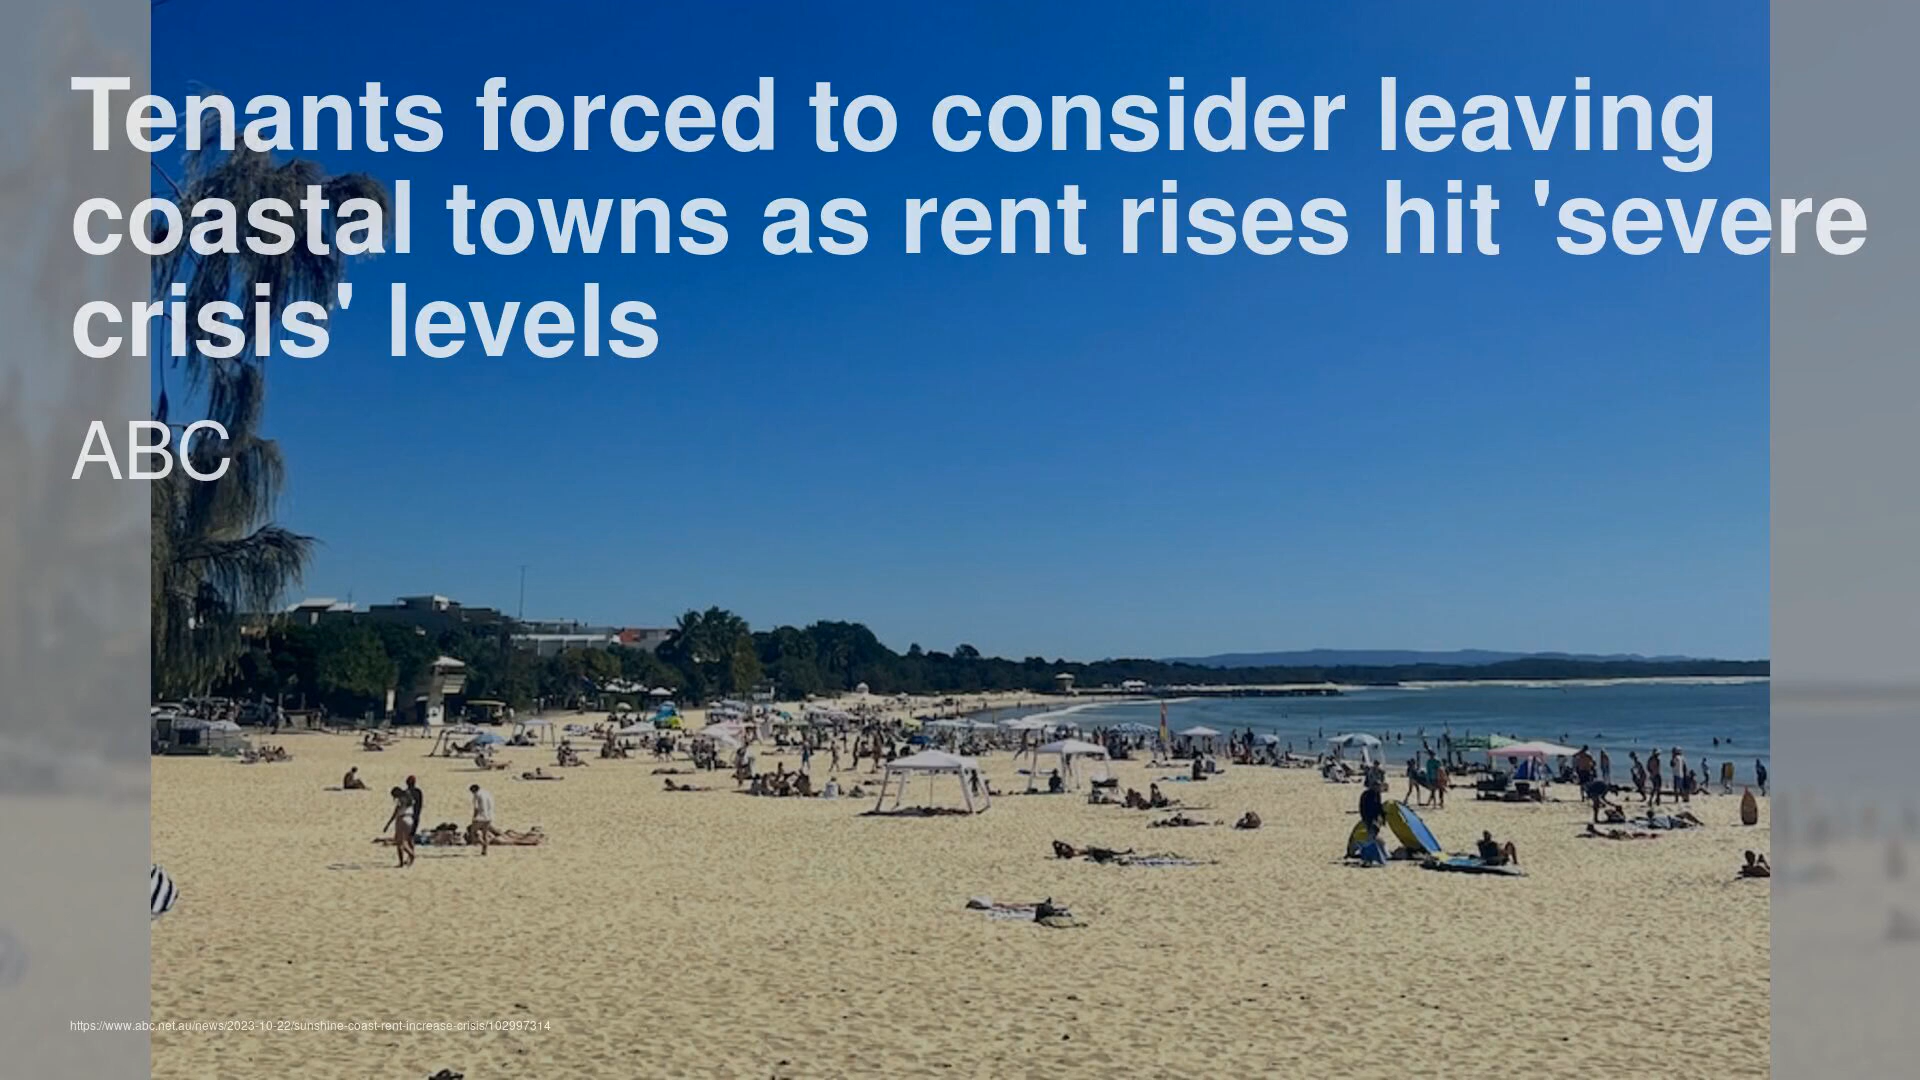 Tenants forced to consider leaving
coastal towns as rent rises hit 'severe
crisis' levels
ABC
https://www.abc.net.au/news/2023-10-22/sunshine-coast-rent-increase-crisis/102997314